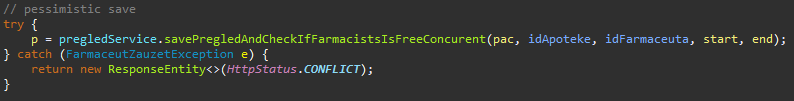 // pessimistic save
try {
    p = pregledService.savePregledAndCheckIfFarmacistsIsFreeConcurent(pac, idApoteke, idFarmaceuta, start, end);
} catch (FarmaceutZauzetException e) {
    return new ResponseEntity<>(HttpStatus.CONFLICT);
}